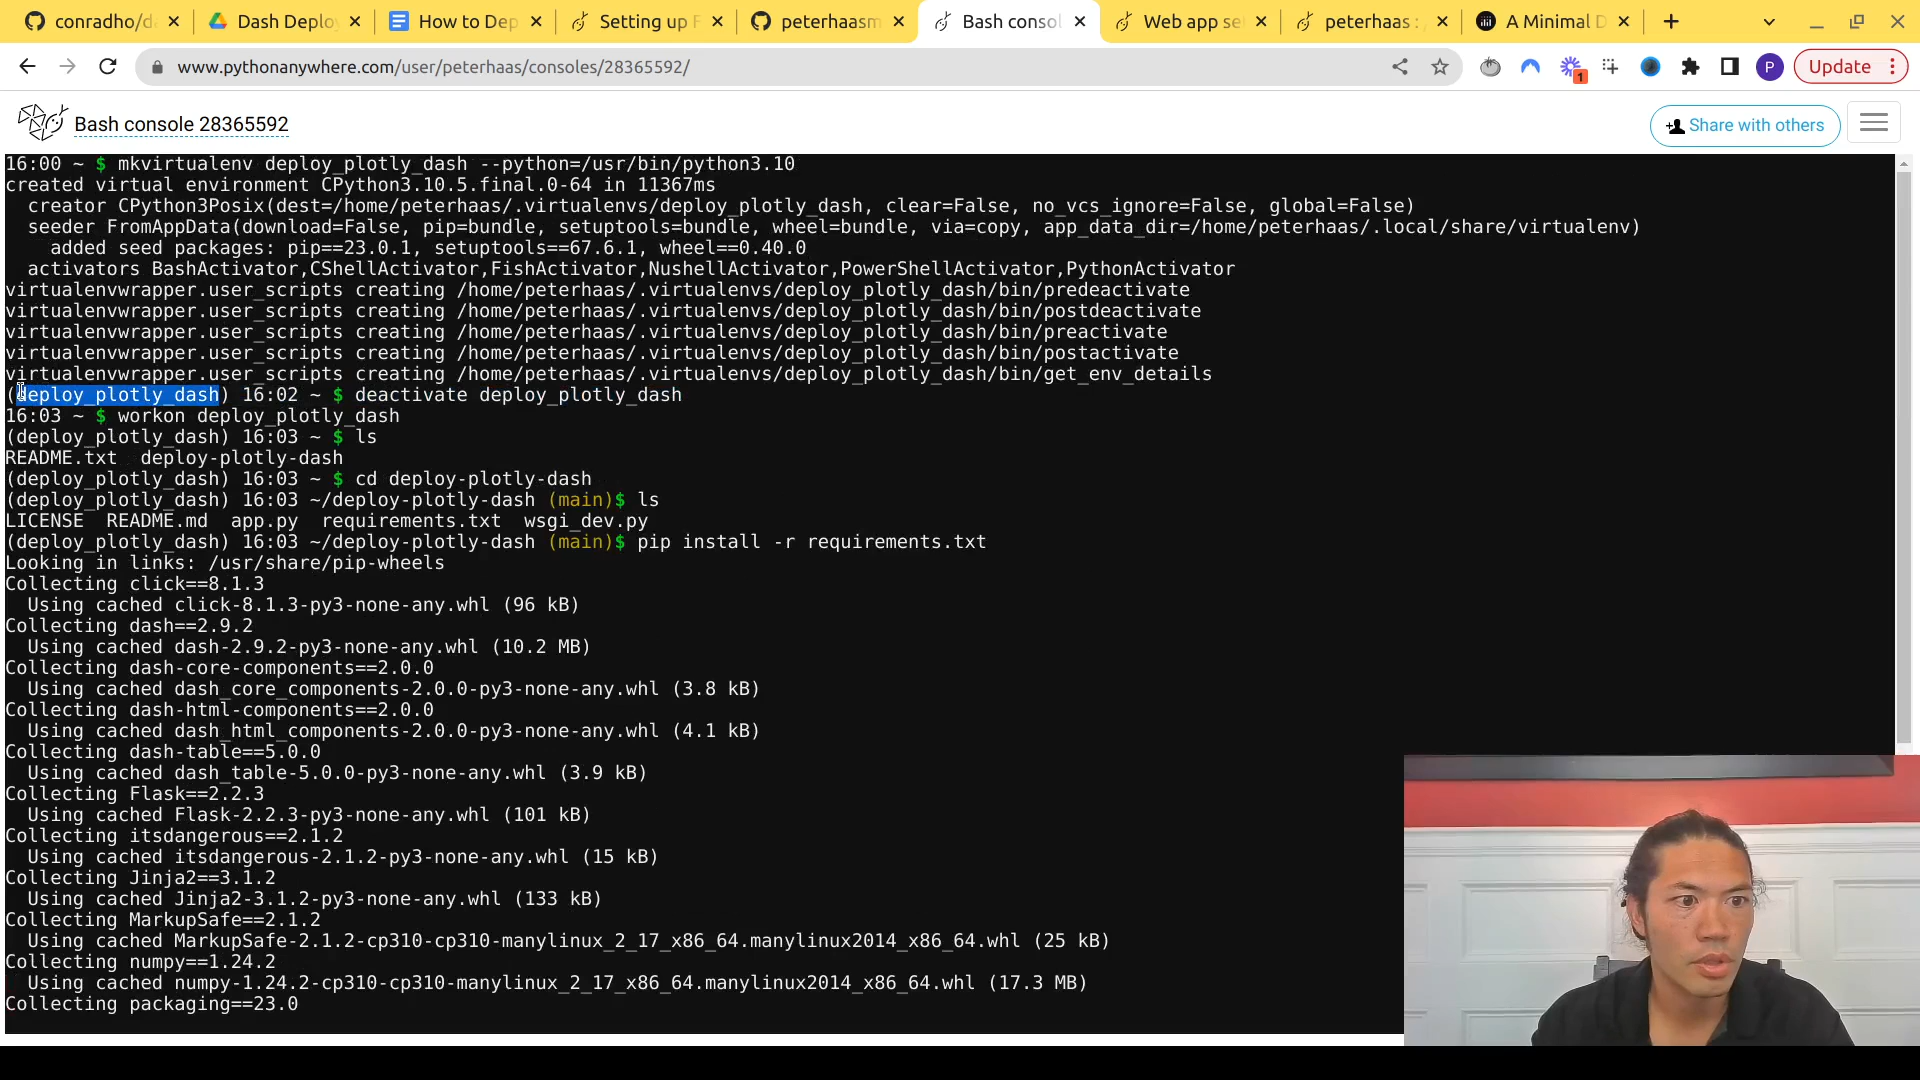 conradho/da
Dash Deploy
How to Dep
Setting up F
peterhaasm
Bash consol
Web app se
peterhaas :
A Minimal D
www.pythonanywhere.com/user/peterhaas/consoles/28365592/
1
P
Update
Bash console 28365592
Share with others
16:00 ~ $ mkvirtualenv deploy_plotly_dash --python=/usr/bin/python3.10
created virtual environment CPython3.10.5.final.0-64 in 11367ms
creator CPython3Posix(dest=/home/peterhaas/.virtualenvs/deploy_plotly_dash, clear=False, no_vcs_ignore=False, global=False)
seeder FromAppData(download=False, pip=bundle, setuptools=bundle, wheel=bundle, via=copy, app_data_dir=/home/peterhaas/.local/share/virtualenv)
added seed packages: pip==23.0.1, setuptools==67.6.1, wheel==0.40.0
activators BashActivator,CShellActivator,FishActivator,NushellActivator,PowerShellActivator,PythonActivator
virtualenvwrapper.user_scripts creating /home/peterhaas/.virtualenvs/deploy_plotly_dash/bin/predeactivate
virtualenvwrapper.user_scripts creating /home/peterhaas/.virtualenvs/deploy_plotly_dash/bin/postdeactivate
virtualenvwrapper.user_scripts creating /home/peterhaas/.virtualenvs/deploy_plotly_dash/bin/preactivate
virtualenvwrapper.user_scripts creating /home/peterhaas/.virtualenvs/deploy_plotly_dash/bin/postactivate
virtualenvwrapper.user_scripts creating /home/peterhaas/.virtualenvs/deploy_plotly_dash/bin/get_env_details
(deploy_plotly_dash) 16:02 ~ $ deactivate deploy_plotly_dash
16:03 ~ $ workon deploy_plotly_dash
(deploy_plotly_dash) 16:03 ~ $ ls
README.txt  deploy-plotly-dash
(deploy_plotly_dash) 16:03 ~ $ cd deploy-plotly-dash
(deploy_plotly_dash) 16:03 ~/deploy-plotly-dash (main)$ ls
LICENSE  README.md  app.py  requirements.txt  wsgi_dev.py
(deploy_plotly_dash) 16:03 ~/deploy-plotly-dash (main)$ pip install -r requirements.txt
Looking in links: /usr/share/pip-wheels
Collecting click==8.1.3
Using cached click-8.1.3-py3-none-any.whl (96 kB)
Collecting dash==2.9.2
Using cached dash-2.9.2-py3-none-any.whl (10.2 MB)
Collecting dash-core-components==2.0.0
Using cached dash_core_components-2.0.0-py3-none-any.whl (3.8 kB)
Collecting dash-html-components==2.0.0
Using cached dash_html_components-2.0.0-py3-none-any.whl (4.1 kB)
Collecting dash-table==5.0.0
Using cached dash_table-5.0.0-py3-none-any.whl (3.9 kB)
Collecting Flask==2.2.3
Using cached Flask-2.2.3-py3-none-any.whl (101 kB)
Collecting itsdangerous==2.1.2
Using cached itsdangerous-2.1.2-py3-none-any.whl (15 kB)
Collecting Jinja2==3.1.2
Using cached Jinja2-3.1.2-py3-none-any.whl (133 kB)
Collecting MarkupSafe==2.1.2
Using cached MarkupSafe-2.1.2-cp310-cp310-manylinux_2_17_x86_64.manylinux2014_x86_64.whl (25 kB)
Collecting numpy==1.24.2
Using cached numpy-1.24.2-cp310-cp310-manylinux_2_17_x86_64.manylinux2014_x86_64.whl (17.3 MB)
Collecting packaging==23.0